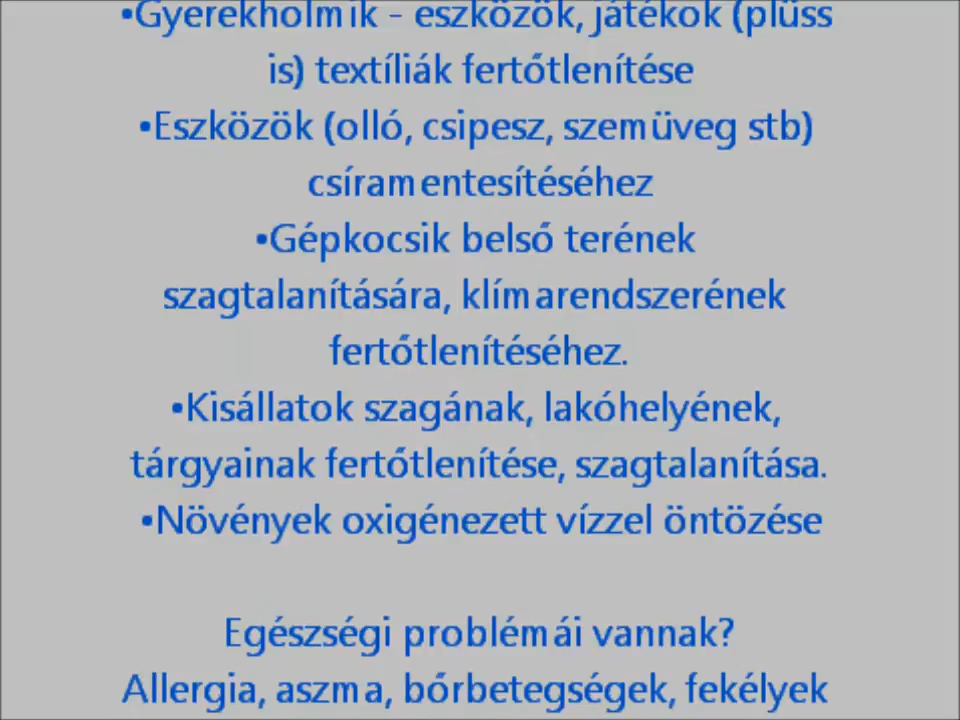 •Gyerekholmik - eszközök, játékok (plüss
is) textíliák fertőtlenítése
•Eszközök (olló, csipesz, szemüveg stb)
csíramentesítéséhez
•Gépkocsik belső terének
szagtalanítására, klímarendszerének
fertőtlenítéséhez.
•Kisállatok szagának, lakóhelyének,
tárgyainak fertőtlenítése, szagtalanítása.
•Növények oxigénezett vízzel öntözése
Egészségi problémái vannak?
Allergia, aszma, bőrbetegségek, fekélyek